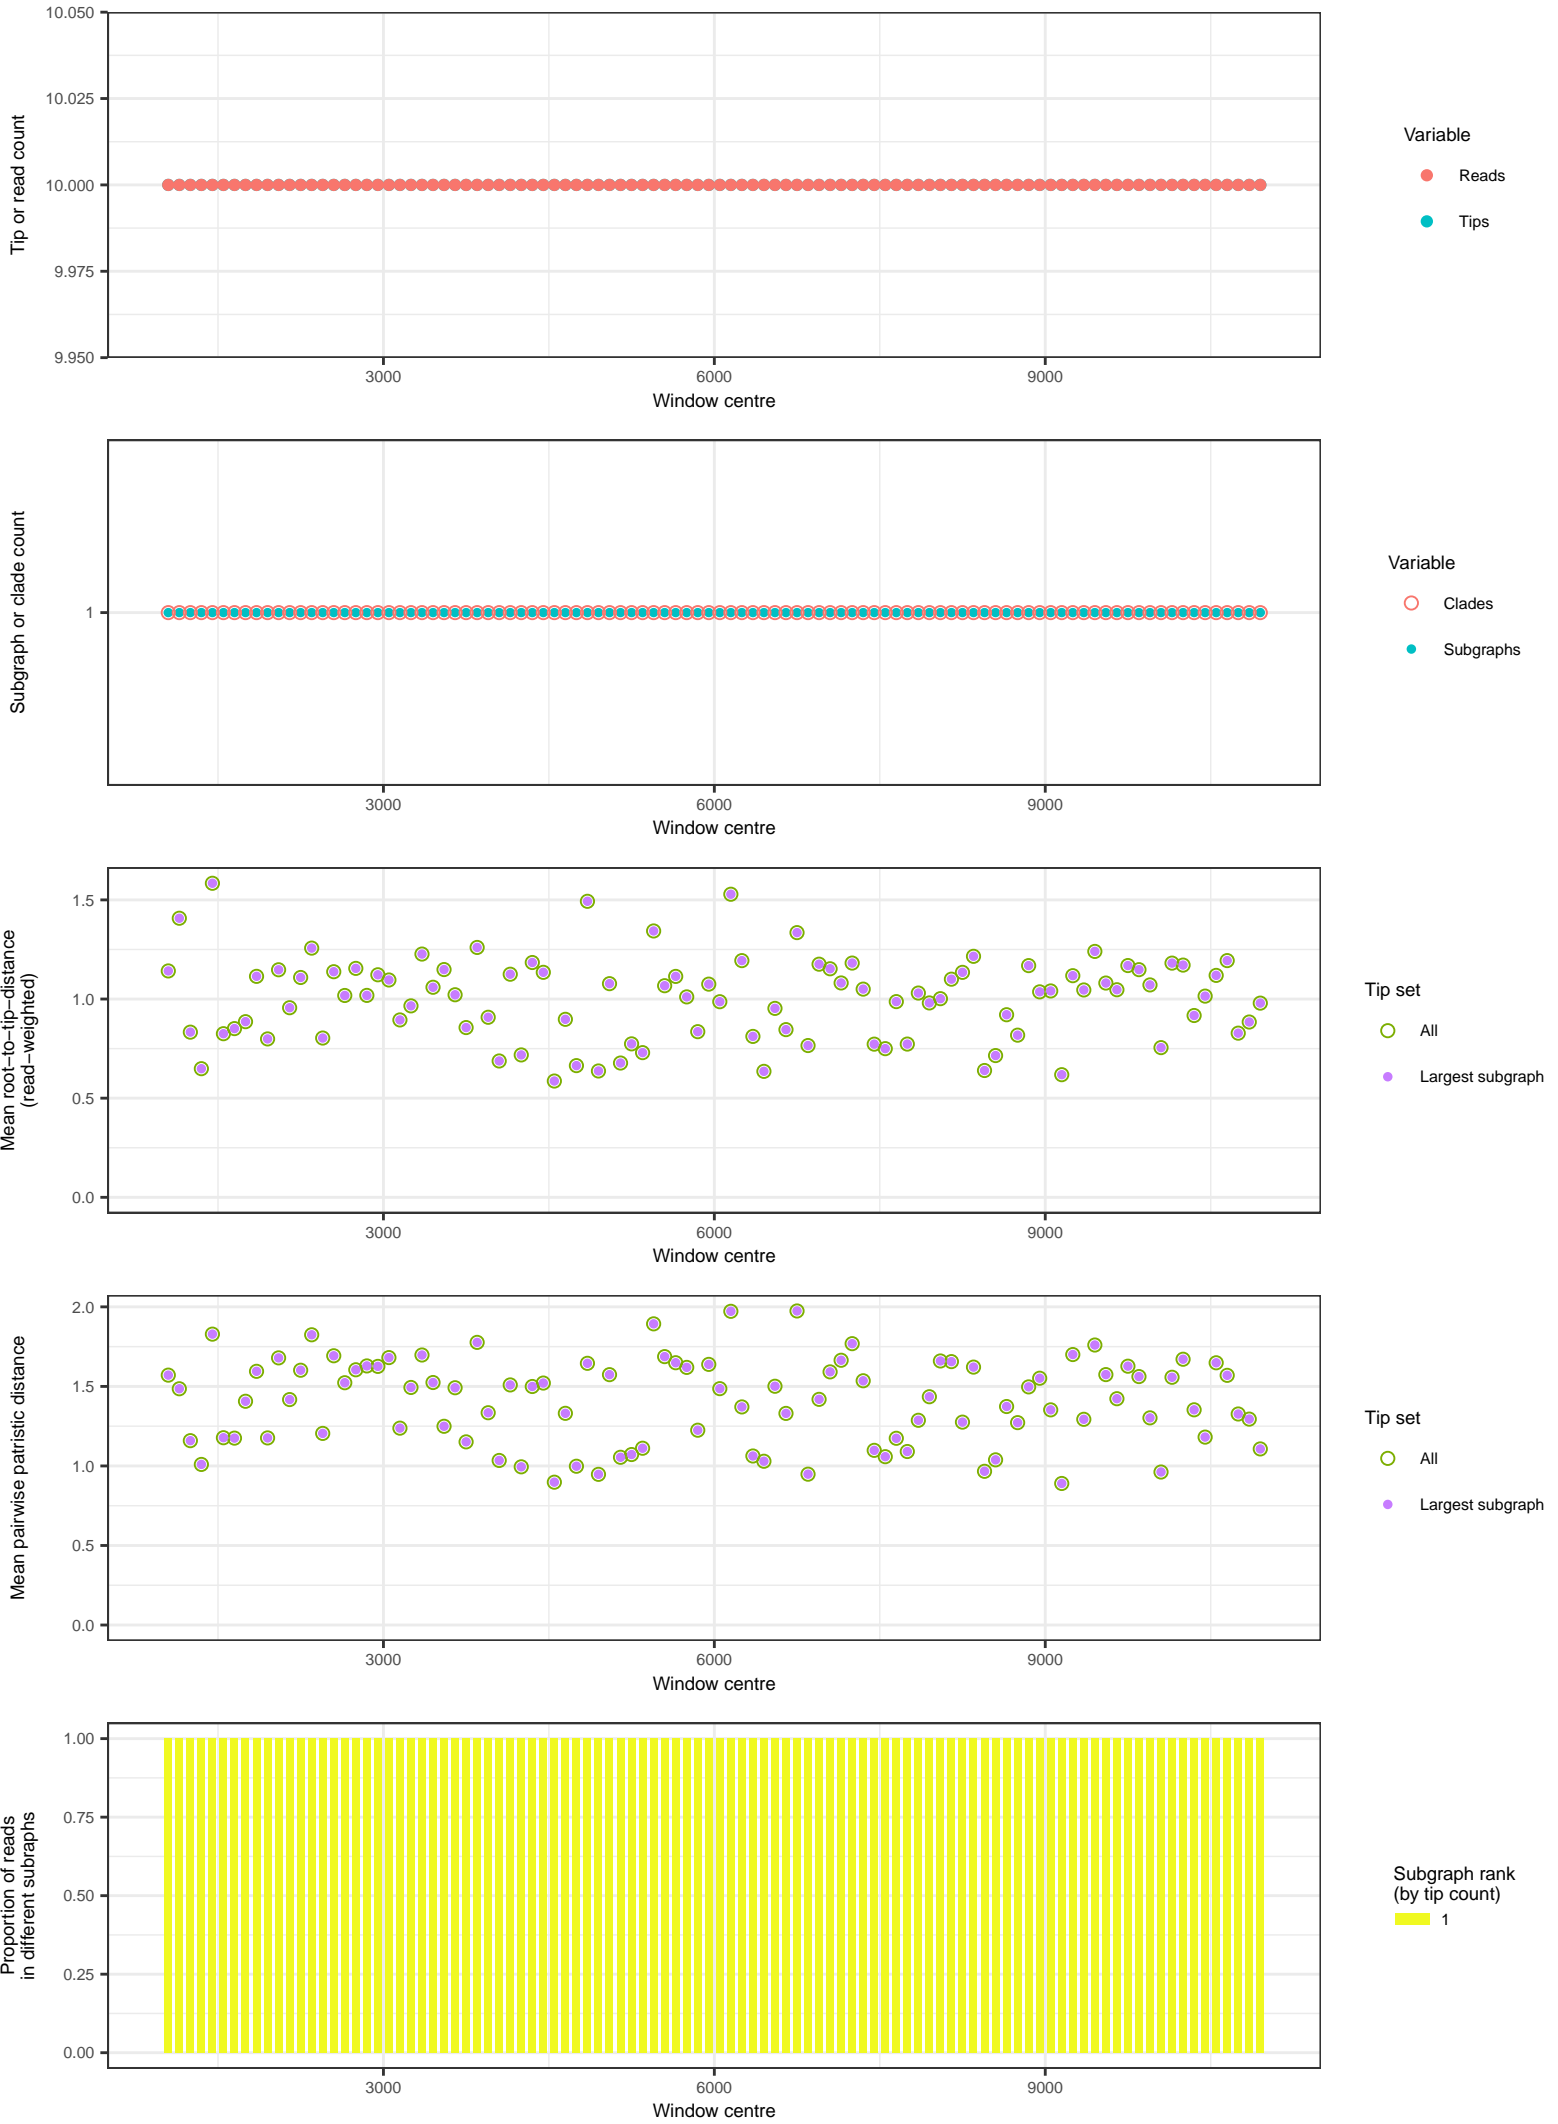 10.050
10.025
10.000
9.975
9.950
Tip or read count
3000
6000
9000
Window centre
Variable
Reads
Tips
1
Subgraph or clade count
3000
6000
9000
Window centre
Variable
Clades
Subgraphs
1.5
1.0
0.5
0.0
Mean root−to−tip−distance
(read−weighted)
3000
6000
9000
Window centre
Tip set
All
Largest subgraph
2.0
1.5
1.0
0.5
0.0
Mean pairwise patristic distance
3000
6000
9000
Window centre
Tip set
All
Largest subgraph
1.00
0.75
0.50
0.25
0.00
Proportion of reads
in different subraphs
3000
6000
9000
Window centre
Subgraph rank
(by tip count)
1